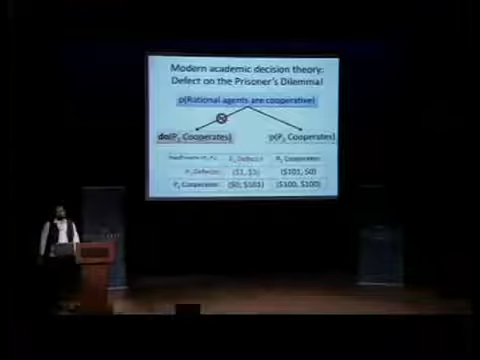 Modern academic decision theory:
Defect on the Prisoner's Dilemma!
p(Rational agents are cooperative)
do(P₁ Cooperates)
p(P₂ Cooperates)
P₂ Defects P₂ Cooperates
P₁ Defects ($1, $1) ($101, $0)
P₁ Cooperates ($0, $101) ($100, $100)